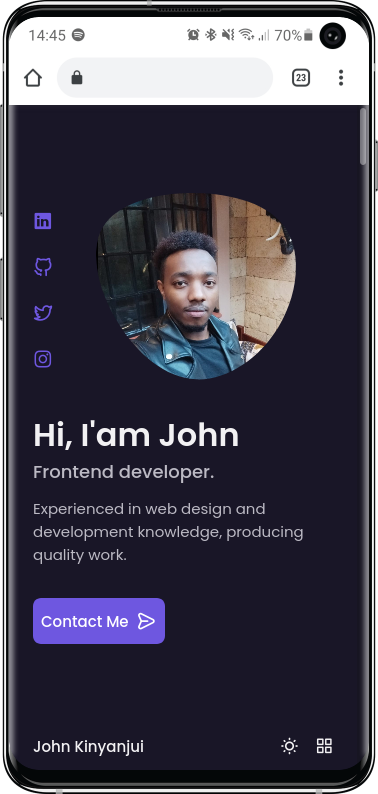 14:45
70%
23
in
Hi, I'am John
Frontend developer.
Experienced in web design and
development knowledge, producing
quality work.
Contact Me
John Kinyanjui